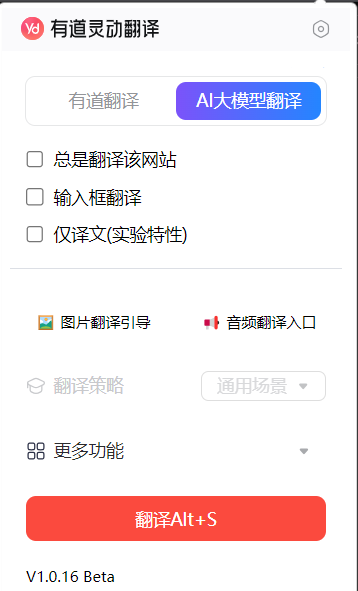 Yd 有道灵动翻译
有道翻译 AI大模型翻译
总是翻译该网站
输入框翻译
仅译文(实验特性)
图片翻译引导 音频翻译入口
翻译策略 通用场景
更多功能
翻译Alt+S
V1.0.16 Beta